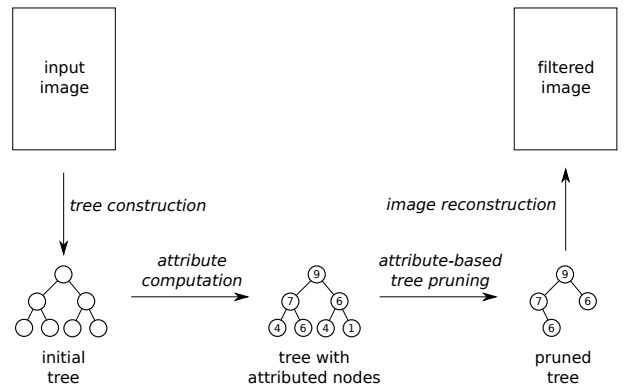 input
image
filtered
image
tree construction
image reconstruction
attribute
computation
attribute-based
tree pruning
9
7
6
4
6
4
1
9
7
6
6
initial
tree
tree with
attributed nodes
pruned
tree